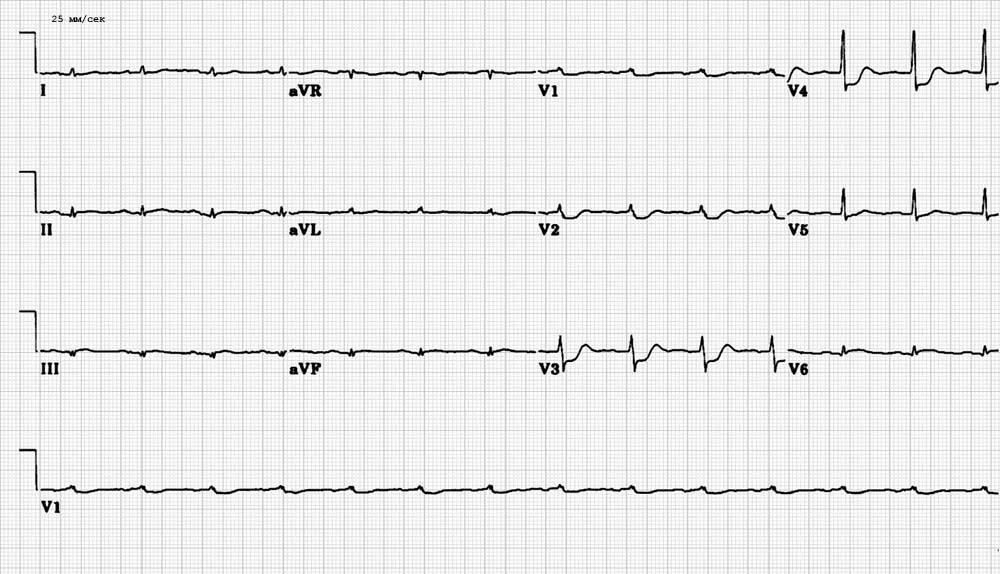 25 мм/сек
I aVR V1 V4
II aVL V2 V5
III aVF V3 V6
V1